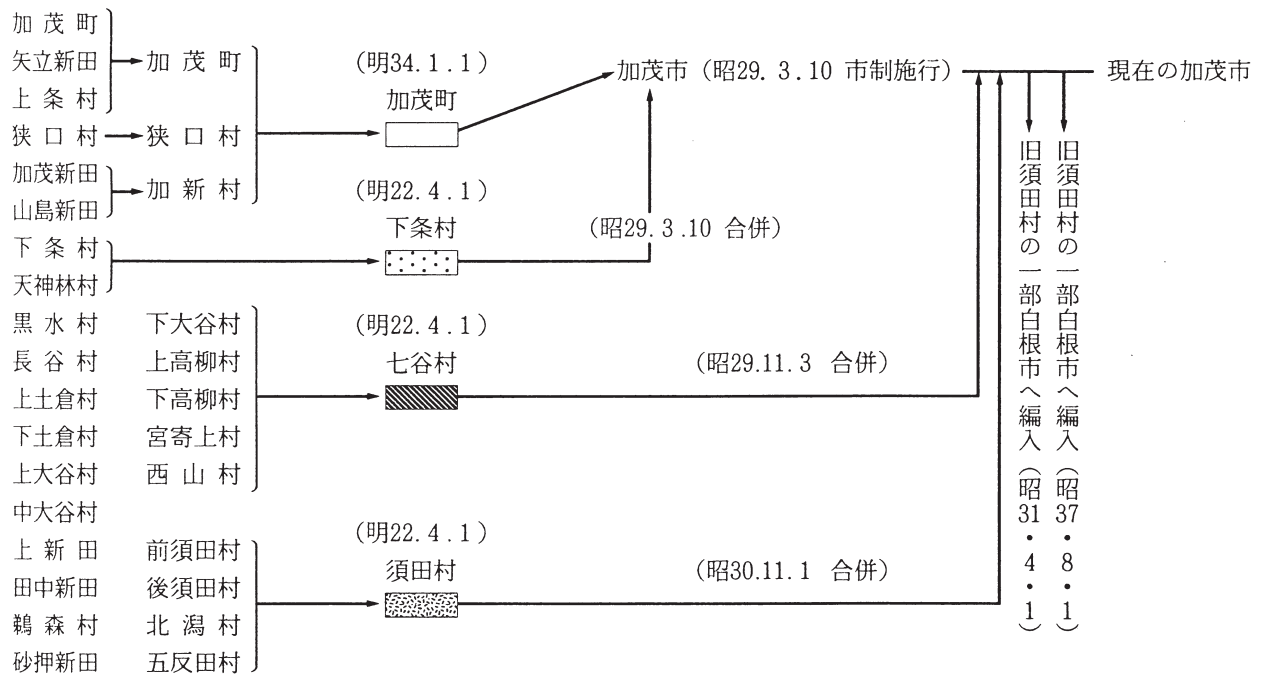 加茂町
矢立新田
上条村
狭口村
加茂新田
山島新田
下条村
天神林村
黒水村
長谷村
上土倉村
下土倉村
上大谷村
中大谷村
上新田
田中新田
鵜森村
砂押新田
加茂町
狭口村
加新村
下大谷村
上高柳村
下高柳村
宮寄上村
西山村
前須田村
後須田村
北潟村
五反田村
(明34.1.1)
加茂町
(明22.4.1)
下条村
(明22.4.1)
七谷村
(明22.4.1)
須田村
加茂市(昭29.3.10 市制施行)
(昭29.3.10 合併)
(昭29.11.3 合併)
(昭30.11.1 合併)
現在の加茂市
旧須田村の一部白根市へ編入(昭37・8・1)
旧須田村の一部白根市へ編入(昭31・4・1)